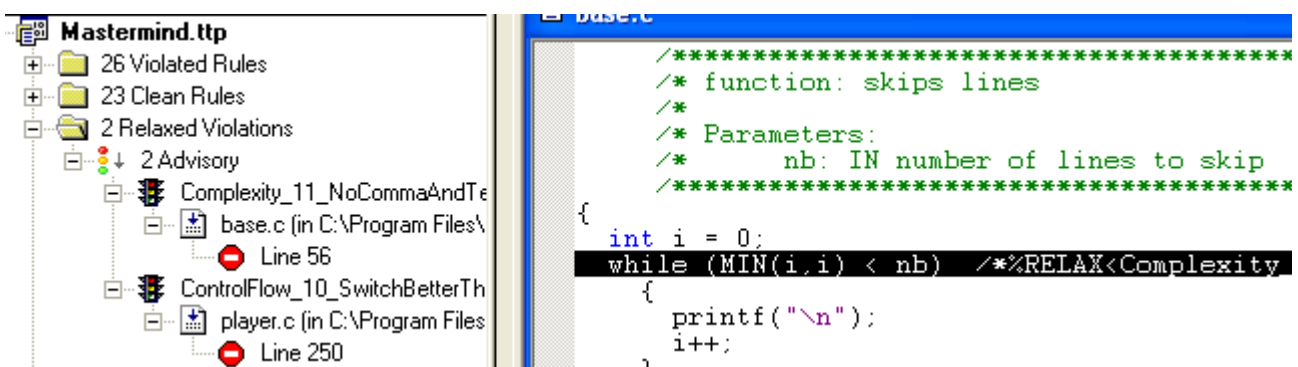 Mastermind.ttp
26 Violated Rules
23 Clean Rules
2 Relaxed Violations
2 Advisory
Complexity_11_NoCommaAndTe
base.c (in C:\Program Files\
Line 56
ControlFlow_10_SwitchBetterTh
player.c (in C:\Program Files
Line 250
base.c
/****************************************
/* function: skips lines
/*
/* Parameters:
/*       nb: IN number of lines to skip
/****************************************
{
int i = 0;
while (MIN(i,i) < nb)  /*%RELAX<Complexity_
{
printf("\n");
i++;
}